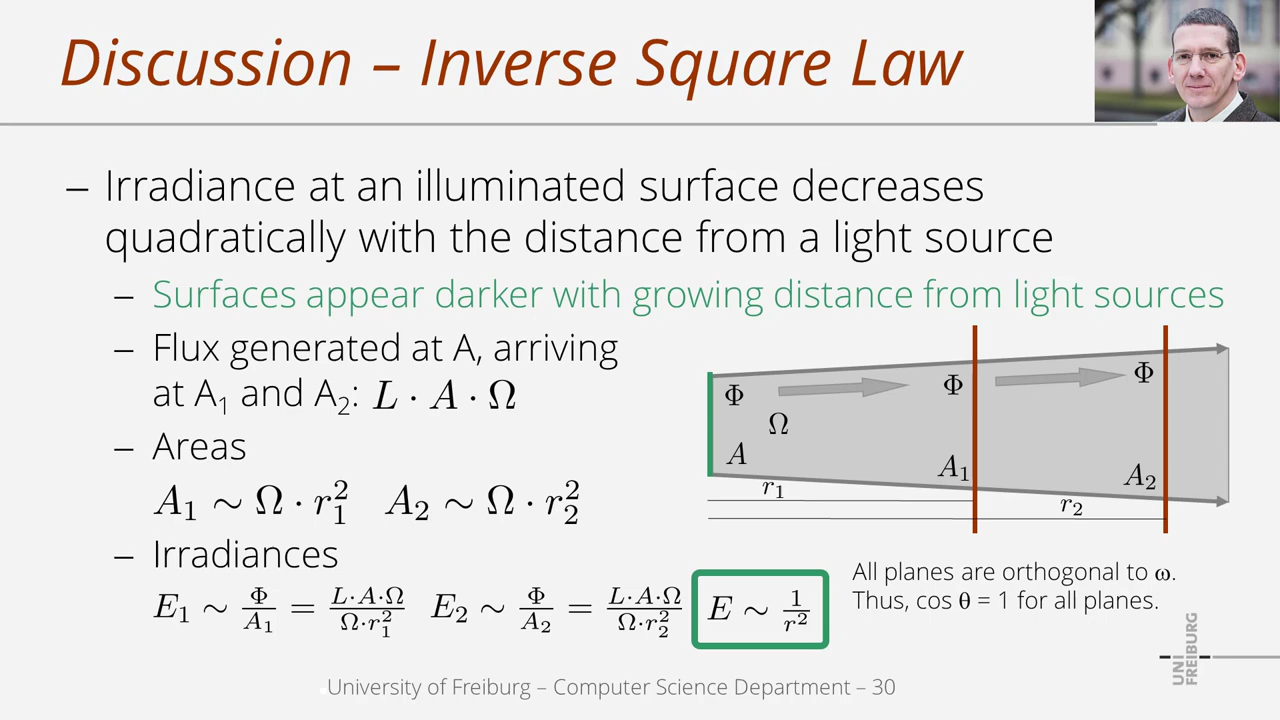 Discussion – Inverse Square Law
– Irradiance at an illuminated surface decreases
quadratically with the distance from a light source
– Surfaces appear darker with growing distance from light sources
– Flux generated at A, arriving
at A₁ and A₂: L · A · Ω
– Areas
A₁ ∼ Ω · r₁² A₂ ∼ Ω · r₂²
– Irradiances
E₁ ∼ Φ/A₁ = L·A·Ω/Ω·r₁² E₂ ∼ Φ/A₂ = L·A·Ω/Ω·r₂² E ∼ 1/r²
Φ Φ Φ
Ω
A A₁ A₂
r₁ r₂
All planes are orthogonal to ω.
Thus, cos θ = 1 for all planes.
UNI
FREIBURG
University of Freiburg – Computer Science Department – 30